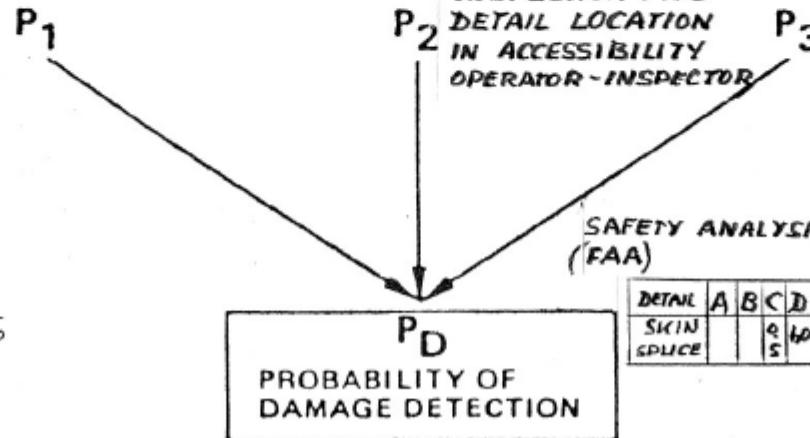 P1
P2
P3
DETAIL LOCATION
IN ACCESSIBILITY
OPERATOR-INSPECTOR
SAFETY ANALYSI
(FAA)
DETAIL A B C D
SKIN
SPLICE
PD
PROBABILITY OF
DAMAGE DETECTION